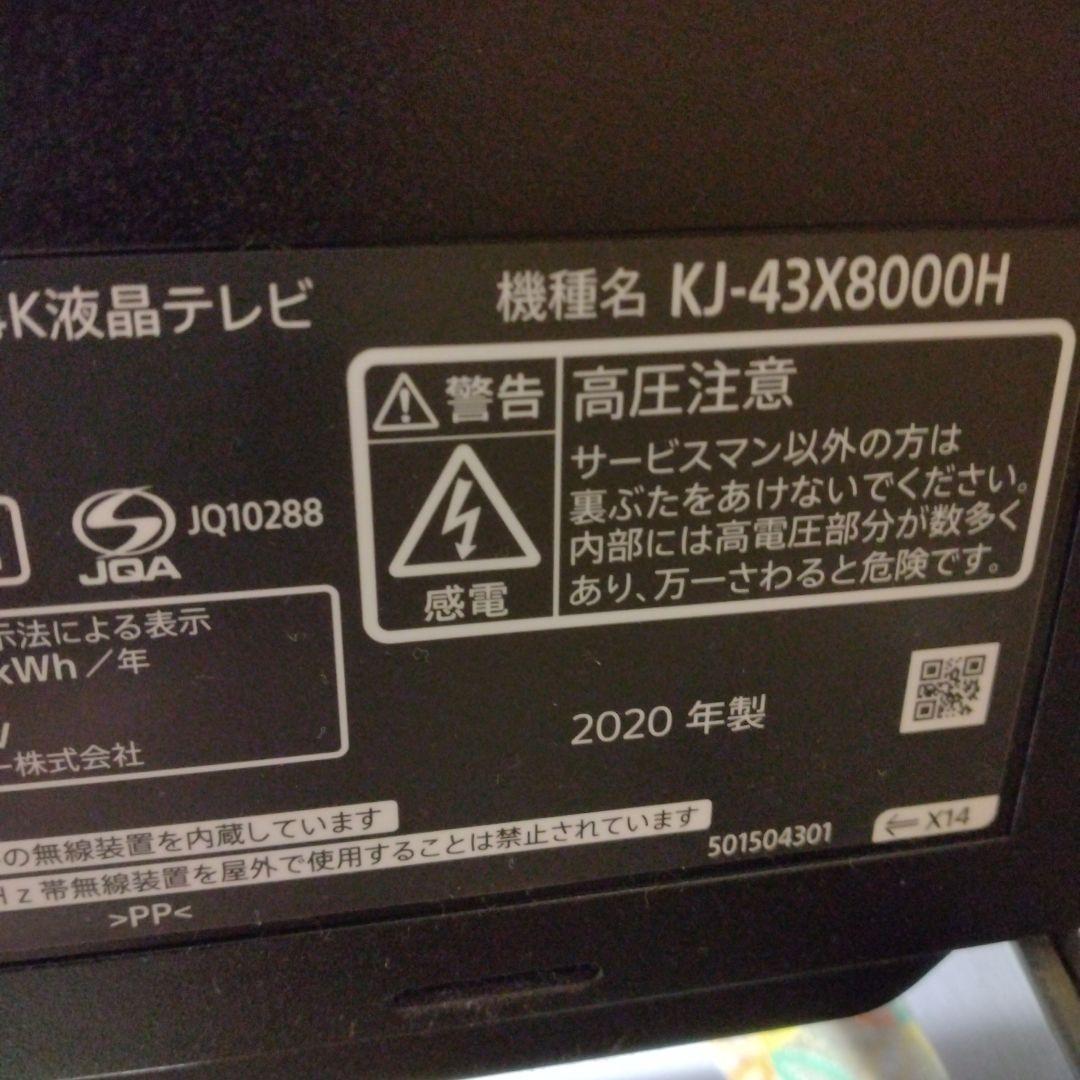 4K液晶テレビ
機種名 KJ-43X8000H
警告
感電
高圧注意
サービスマン以外の方は
裏ぶたをあけないでください。
内部には高電圧部分が数多く
あり、万一さわると危険です。
JQA
JQ10288
示法による表示
kWh/年
ー株式会社
2020 年製
の無線装置を内蔵しています
Hz帯無線装置を屋外で使用することは禁止されています
501504301
⇐ X14
>PP<